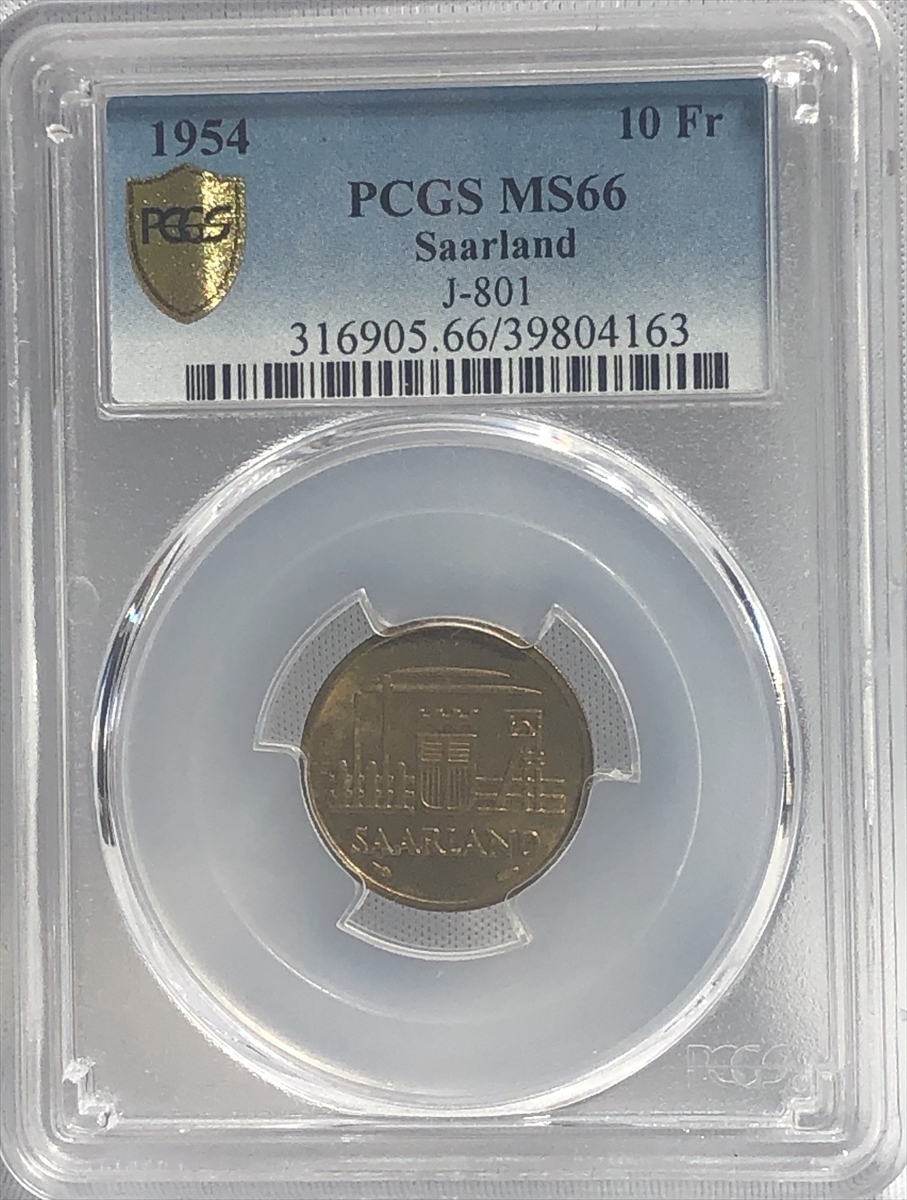 1954 10 Fr
PCGS PCGS MS66
Saarland
J-801
316905.66/39804163
SAARLAND
PCGS